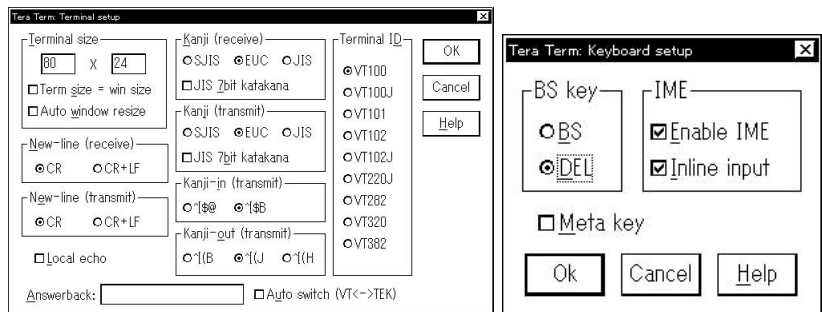 Tera Term: Terminal setup
Terminal size
80 X 24
Term size = win size
Auto window resize
New-line (receive)
CR CR+LF
New-line (transmit)
CR CR+LF
Local echo
Answerback:
Kanji (receive)
SJIS EUC JIS
JIS 7bit katakana
Kanji (transmit)
SJIS EUC JIS
JIS 7bit katakana
Kanji-in (transmit)
^[$@ ^[$B
Kanji-out (transmit)
^[(B ^[(J ^[(H
Auto switch (VT<->TEK)
Terminal ID
VT100
VT100J
VT101
VT102
VT102J
VT220J
VT282
VT320
VT382
OK
Cancel
Help
Tera Term: Keyboard setup
BS key
BS
DEL
IME
Enable IME
Inline input
Meta key
Ok Cancel Help